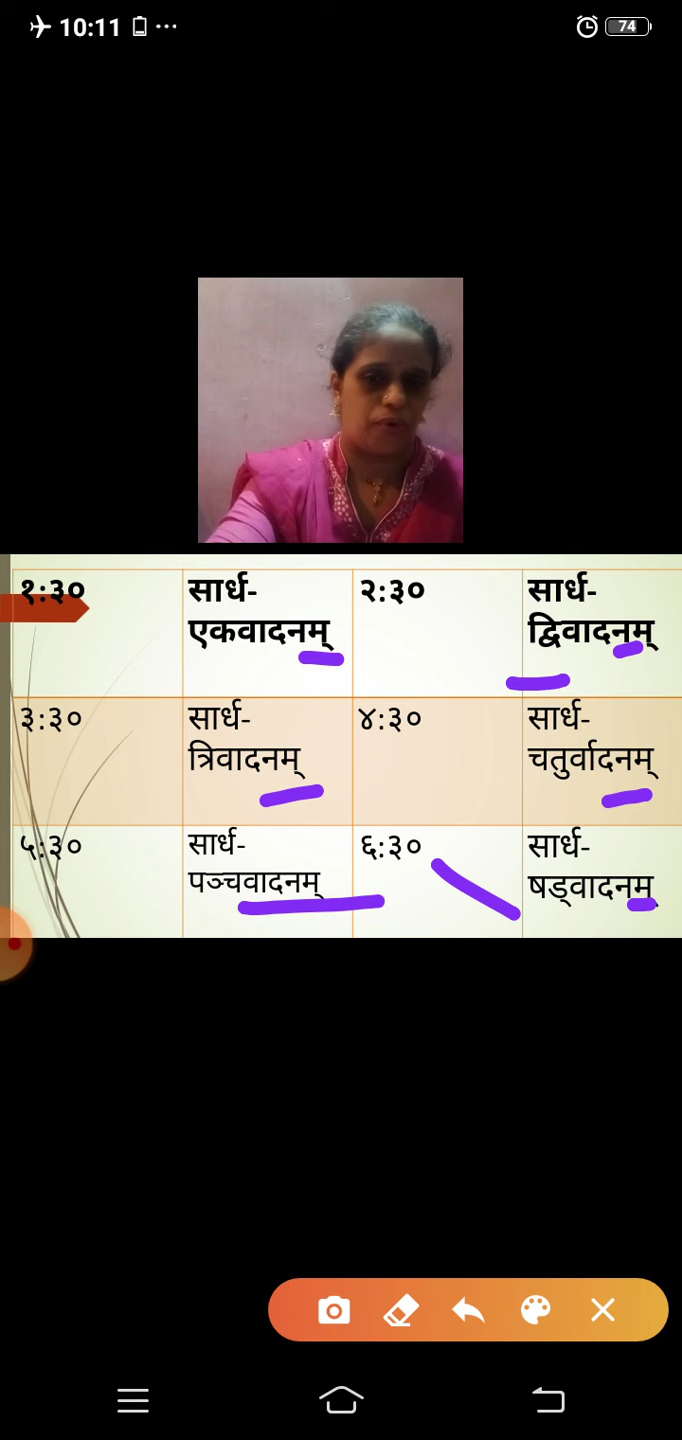 10:11
74
१:३०
सार्ध-
एकवादनम्
२:३०
सार्ध-
द्विवादनम्
३:३०
सार्ध-
त्रिवादनम्
४:३०
सार्ध-
चतुर्वादनम्
५:३०
सार्ध-
पञ्चवादनम्
६:३०
सार्ध-
षड्वादनम्